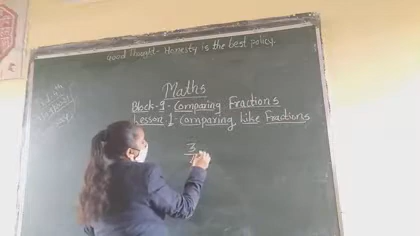 Good thought- Honesty is the best policy.
Maths
Block-9- Comparing Fractions
Lesson 1- Comparing Like Fractions
3